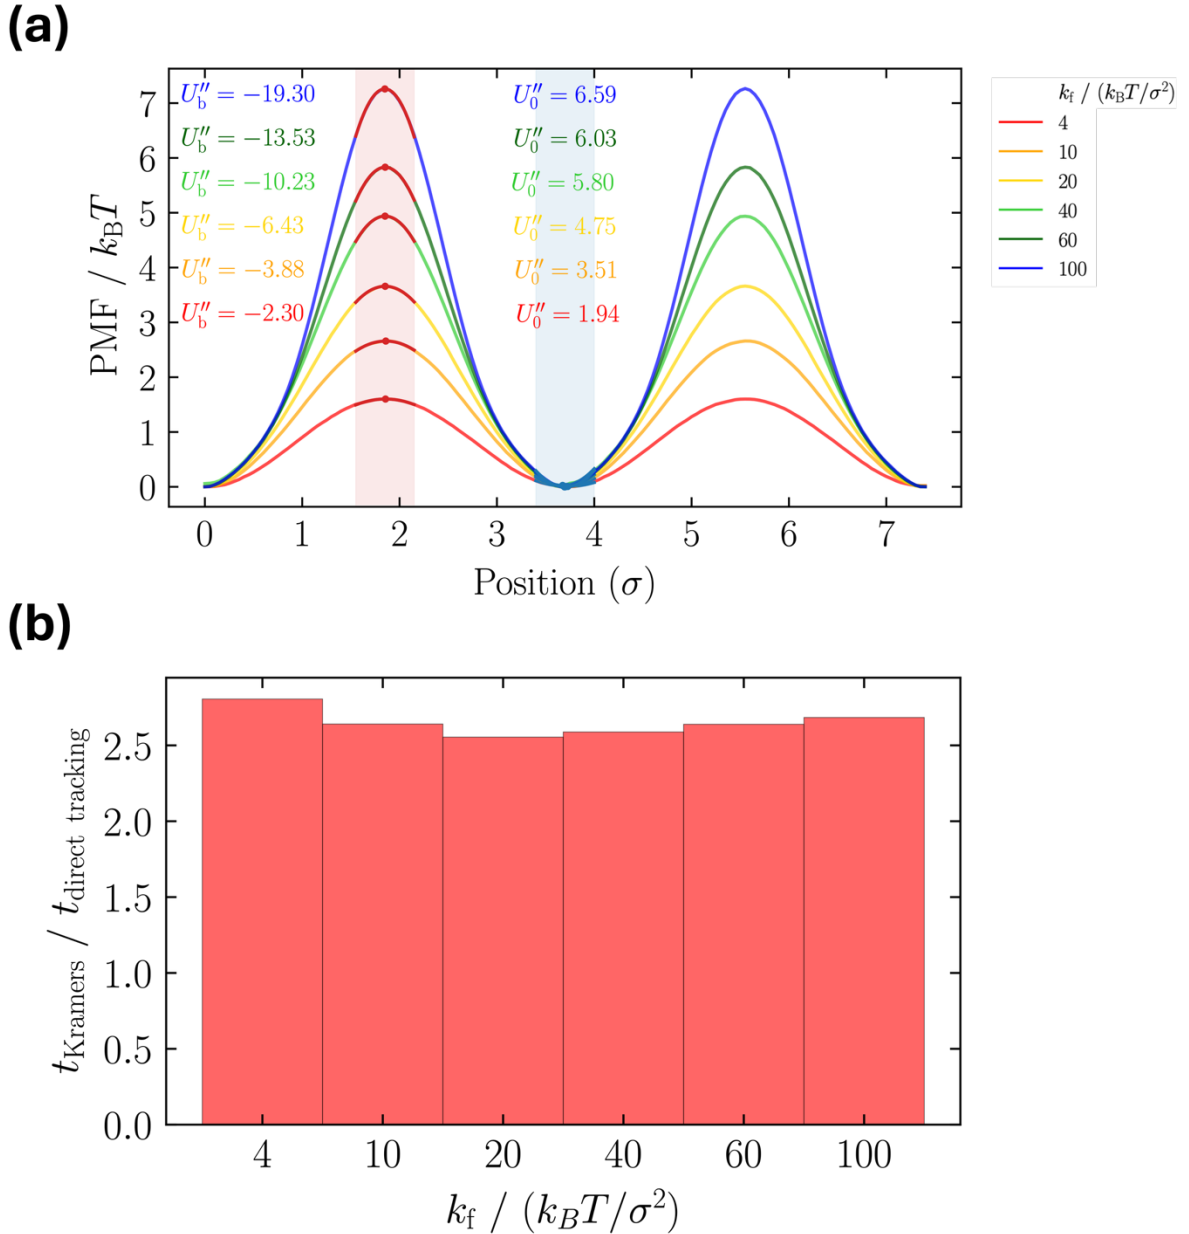 (a)
U″b = −19.30
U″0 = 6.59
U″b = −13.53
U″0 = 6.03
U″b = −10.23
U″0 = 5.80
U″b = −6.43
U″0 = 4.75
U″b = −3.88
U″0 = 3.51
U″b = −2.30
U″0 = 1.94
7
6
5
4
3
2
1
0
PMF / kBT
0 1 2 3 4 5 6 7
Position (σ)
kf / (kBT/σ²)
4
10
20
40
60
100
(b)
2.5
2.0
1.5
1.0
0.5
0.0
tKramers / tdirect tracking
4 10 20 40 60 100
kf / (kBT/σ²)